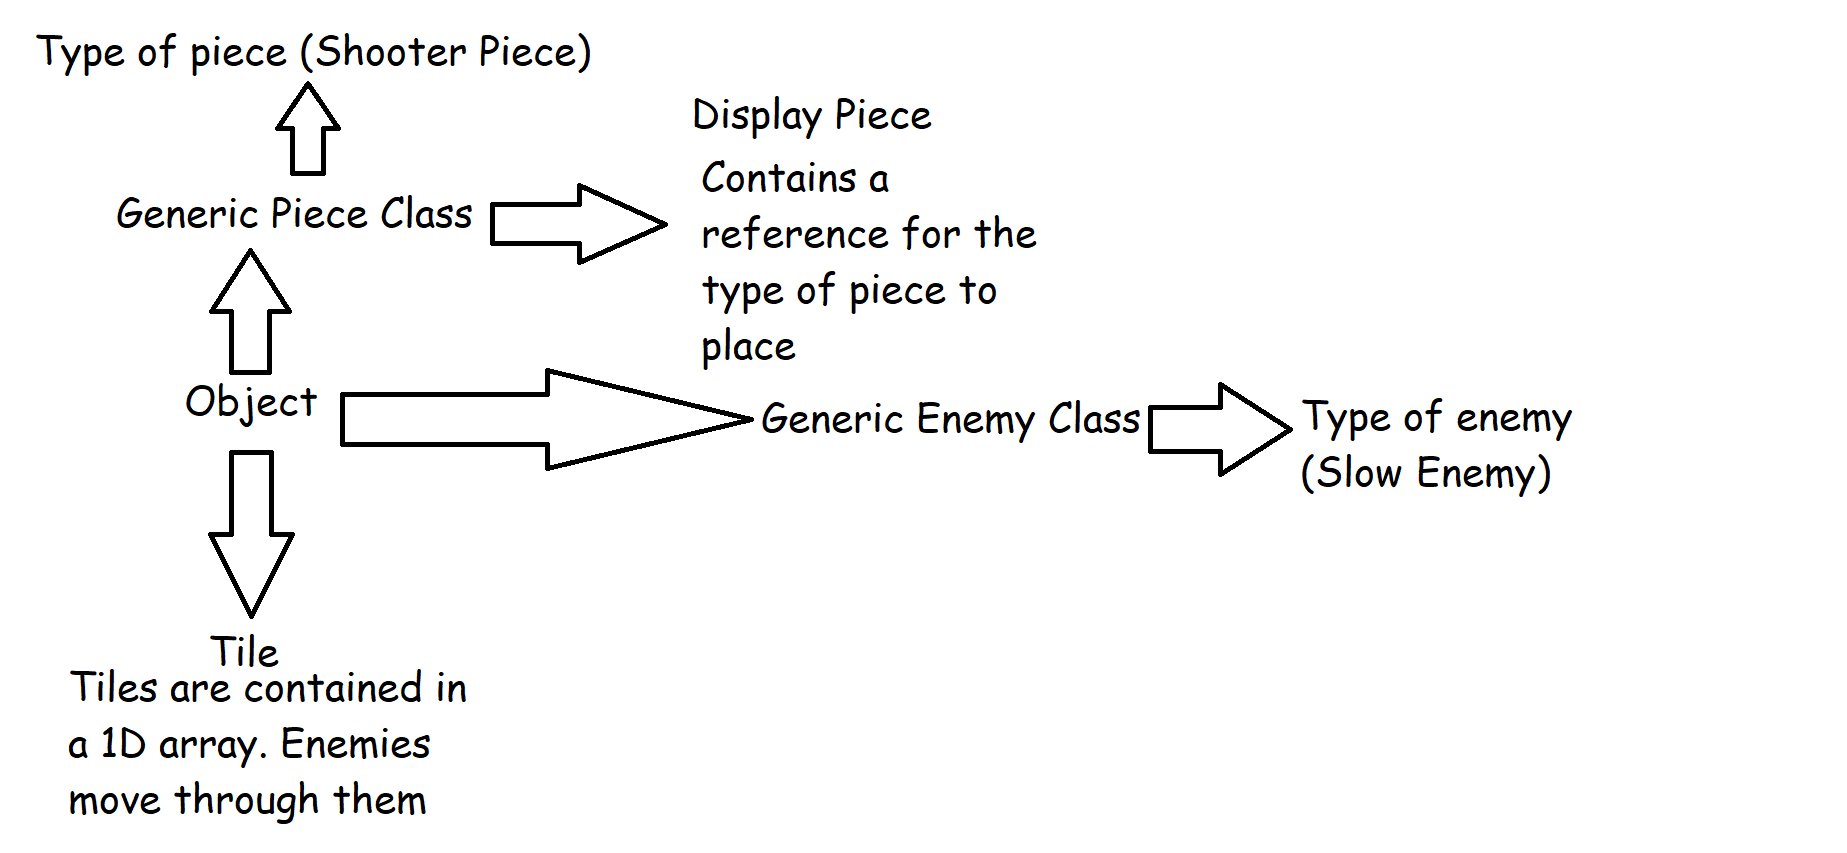 Type of piece (Shooter Piece)
Display Piece
Contains a
reference for the
type of piece to
place
Generic Piece Class
Object
Generic Enemy Class
Type of enemy
(Slow Enemy)
Tile
Tiles are contained in
a 1D array. Enemies
move through them